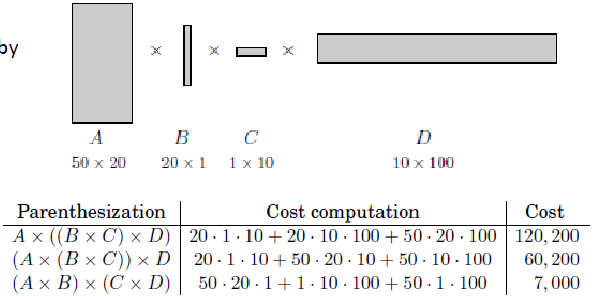 by
× × ×
A B C D
50 × 20 20 × 1 1 × 10 10 × 100
Parenthesization Cost computation Cost
A × ((B × C) × D) 20 · 1 · 10 + 20 · 10 · 100 + 50 · 20 · 100 120, 200
(A × (B × C)) × D 20 · 1 · 10 + 50 · 20 · 10 + 50 · 10 · 100 60, 200
(A × B) × (C × D) 50 · 20 · 1 + 1 · 10 · 100 + 50 · 1 · 100 7, 000